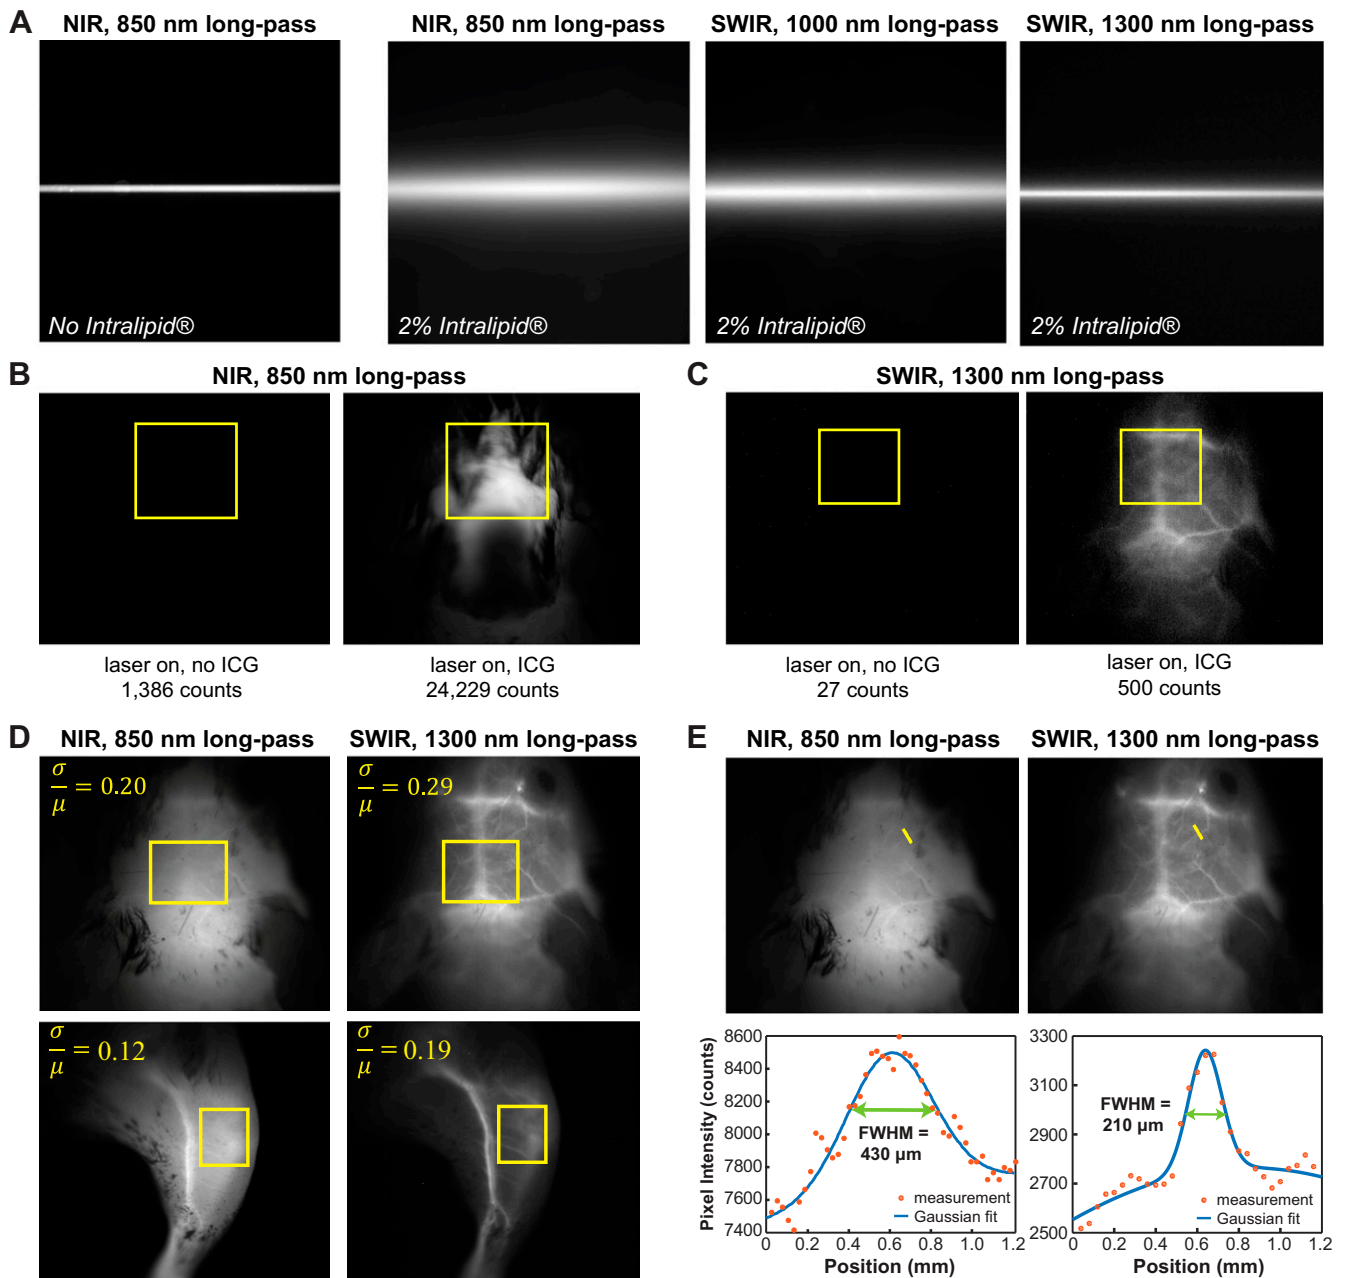 A
NIR, 850 nm long-pass
NIR, 850 nm long-pass
SWIR, 1000 nm long-pass
SWIR, 1300 nm long-pass
No Intralipid®
2% Intralipid®
2% Intralipid®
2% Intralipid®
B
NIR, 850 nm long-pass
C
SWIR, 1300 nm long-pass
laser on, no ICG
1,386 counts
laser on, ICG
24,229 counts
laser on, no ICG
27 counts
laser on, ICG
500 counts
D
NIR, 850 nm long-pass
SWIR, 1300 nm long-pass
σ/μ = 0.20
σ/μ = 0.29
σ/μ = 0.12
σ/μ = 0.19
E
NIR, 850 nm long-pass
SWIR, 1300 nm long-pass
Pixel Intensity (counts)
8600
8400
8200
8000
7800
7600
7400
FWHM =
430 μm
measurement
Gaussian fit
0 0.2 0.4 0.6 0.8 1.0 1.2
Position (mm)
3300
3100
2900
2700
2500
FWHM =
210 μm
measurement
Gaussian fit
0 0.2 0.4 0.6 0.8 1.0 1.2
Position (mm)